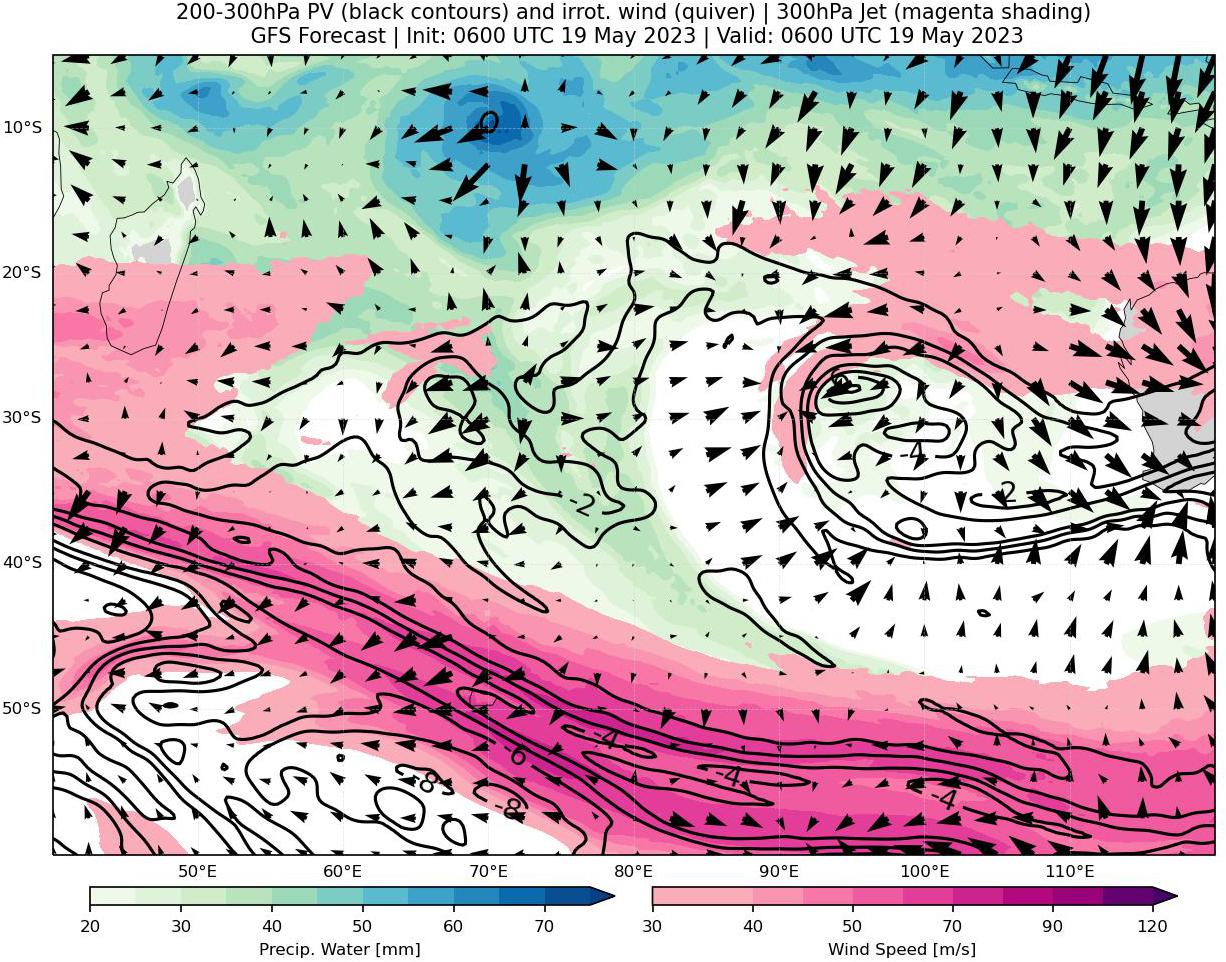 200-300hPa PV (black contours) and irrot. wind (quiver) | 300hPa Jet (magenta shading)
GFS Forecast | Init: 0600 UTC 19 May 2023 | Valid: 0600 UTC 19 May 2023
10°S
20°S
30°S
40°S
50°S
0
-4
-2
2
-4
-6
-4
-8
-8
-4
50°E
60°E
70°E
80°E
90°E
100°E
110°E
20
30
40
50
60
70
Precip. Water [mm]
30
40
50
70
90
120
Wind Speed [m/s]